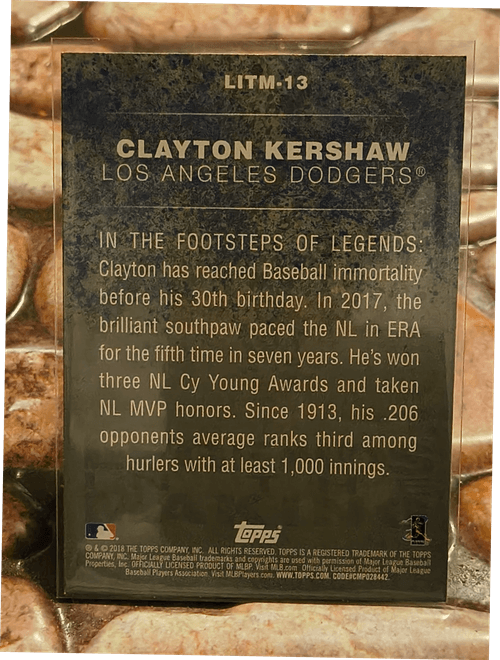 LITM-13
CLAYTON KERSHAW
LOS ANGELES DODGERS®
IN THE FOOTSTEPS OF LEGENDS:
Clayton has reached Baseball immortality
before his 30th birthday. In 2017, the
brilliant southpaw paced the NL in ERA
for the fifth time in seven years. He's won
three NL Cy Young Awards and taken
NL MVP honors. Since 1913, his .206
opponents average ranks third among
hurlers with at least 1,000 innings.
topps
® & © 2018 THE TOPPS COMPANY, INC. ALL RIGHTS RESERVED. TOPPS IS A REGISTERED TRADEMARK OF THE TOPPS
COMPANY, INC. Major League Baseball trademarks and copyrights are used with permission of Major League Baseball
Properties, Inc. OFFICIALLY LICENSED PRODUCT OF MLBP. Visit MLB.com Officially Licensed Product of Major League
Baseball Players Association. Visit MLBPlayers.com. WWW.TOPPS.COM. CODE#CMP028442.